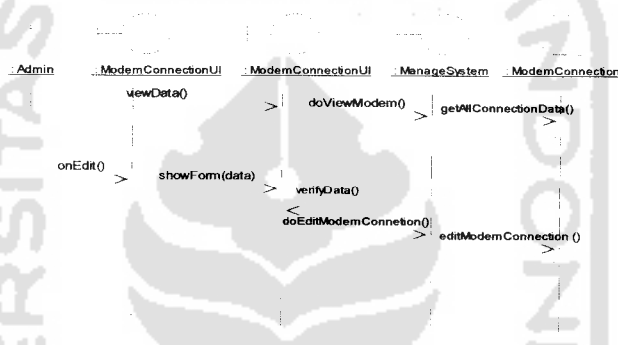 : Admin
: ModemConnectionUI
: ModemConnectionUI
: ManageSystem
: ModemConnection
viewData()
doViewModem()
getAllConnectionData()
onEdit()
showForm(data)
verifyData()
doEditModemConnetion()
editModemConnection ()